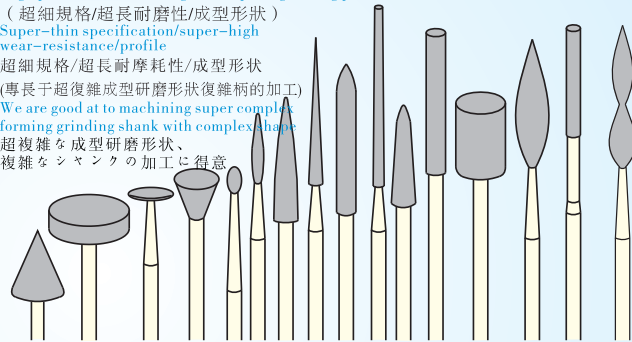 （超細規格/超長耐磨性/成型形狀）
Super-thin specification/super-high
wear-resistance/profile
超細規格/超長耐摩耗性/成型形状
(專長于超復雑成型研磨形狀復雑柄的加工)
We are good at to machining super complex
forming grinding shank with complex shape
超複雑な成型研磨形状、
複雑なシャンクの加工に得意